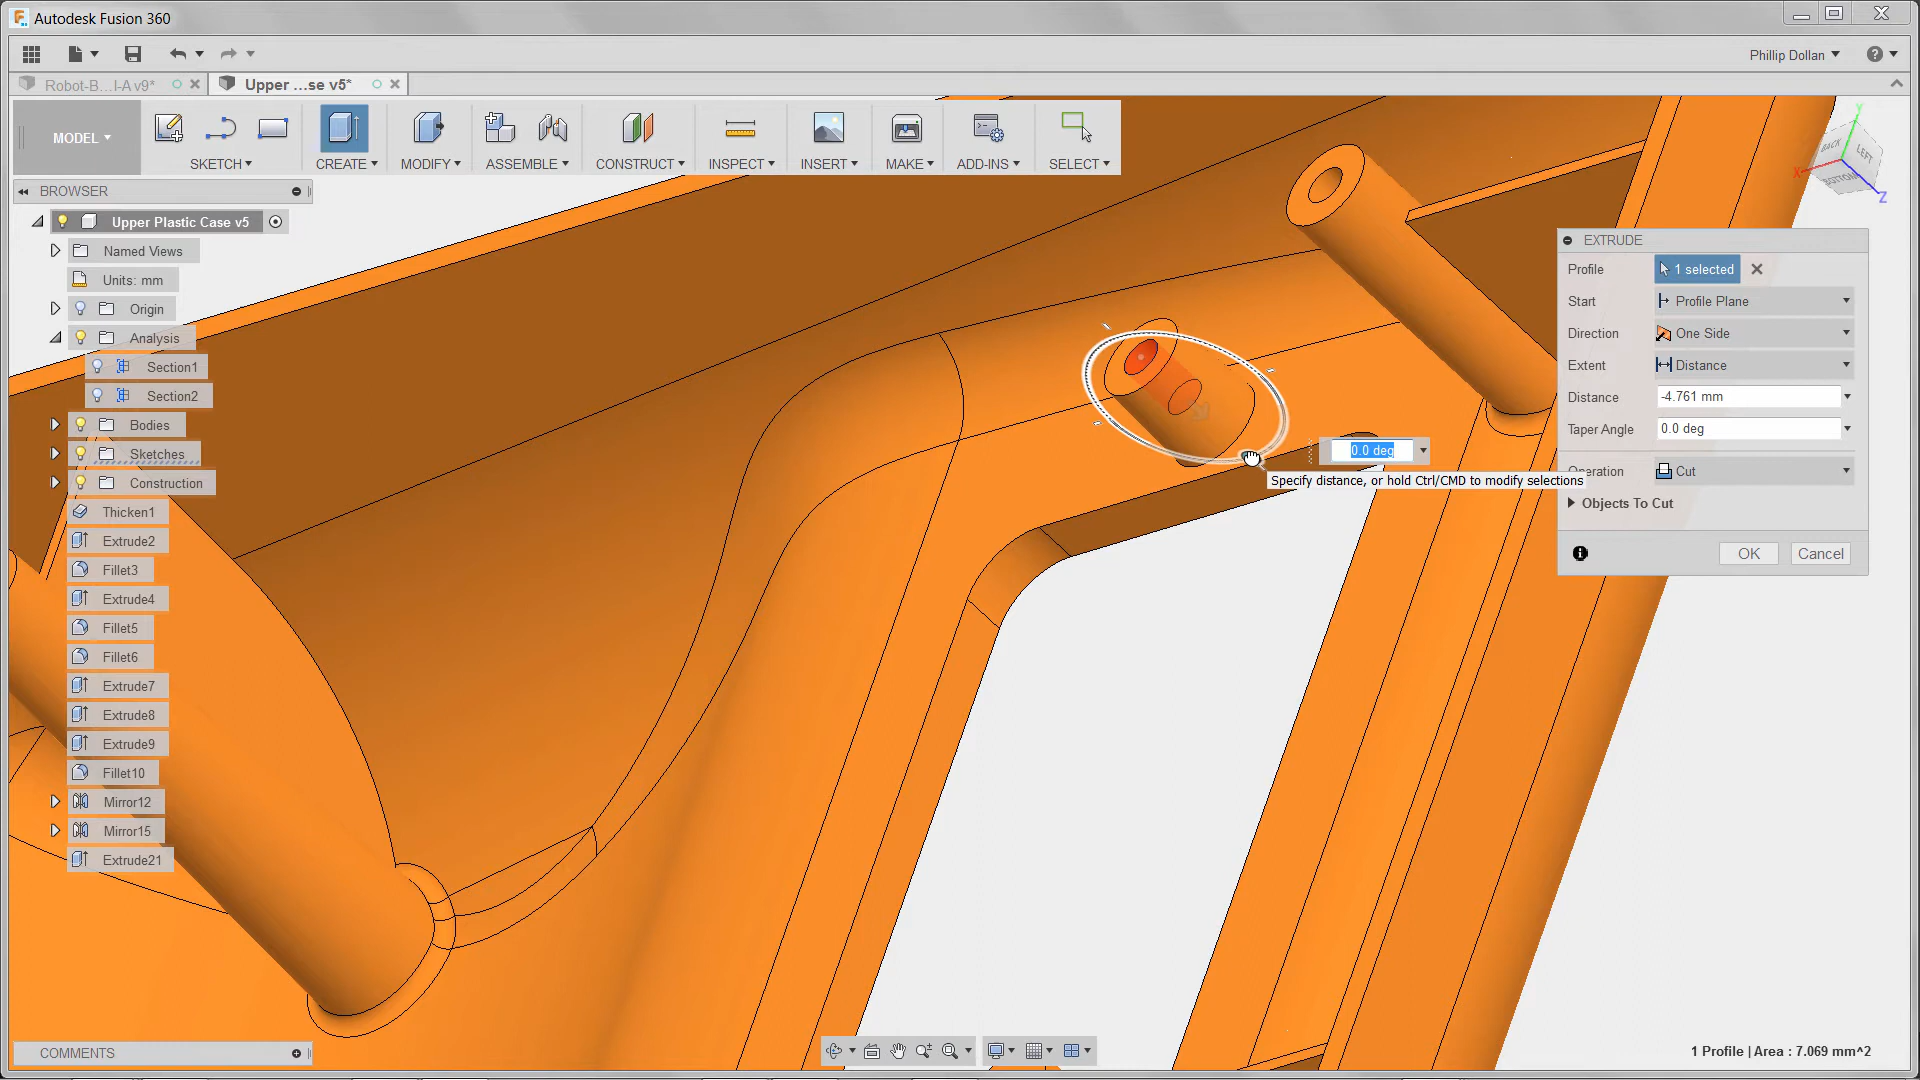 Autodesk Fusion 360
Phillip Dollan
Robot-B...I-A v9*
Upper ...se v5*
MODEL
SKETCH
CREATE
MODIFY
ASSEMBLE
CONSTRUCT
INSPECT
INSERT
MAKE
ADD-INS
SELECT
BROWSER
Upper Plastic Case v5
Named Views
Units: mm
Origin
Analysis
Section1
Section2
Bodies
Sketches
Construction
Thicken1
Extrude2
Fillet3
Extrude4
Fillet5
Fillet6
Extrude7
Extrude8
Extrude9
Fillet10
Mirror12
Mirror15
Extrude21
BACK
LEFT
BOTTOM
Y
X
Z
EXTRUDE
Profile 1 selected
Start Profile Plane
Direction One Side
Extent Distance
Distance -4.761 mm
Taper Angle 0.0 deg
Operation Cut
Objects To Cut
OK Cancel
0.0 deg
Specify distance, or hold Ctrl/CMD to modify selections
COMMENTS
1 Profile | Area : 7.069 mm^2